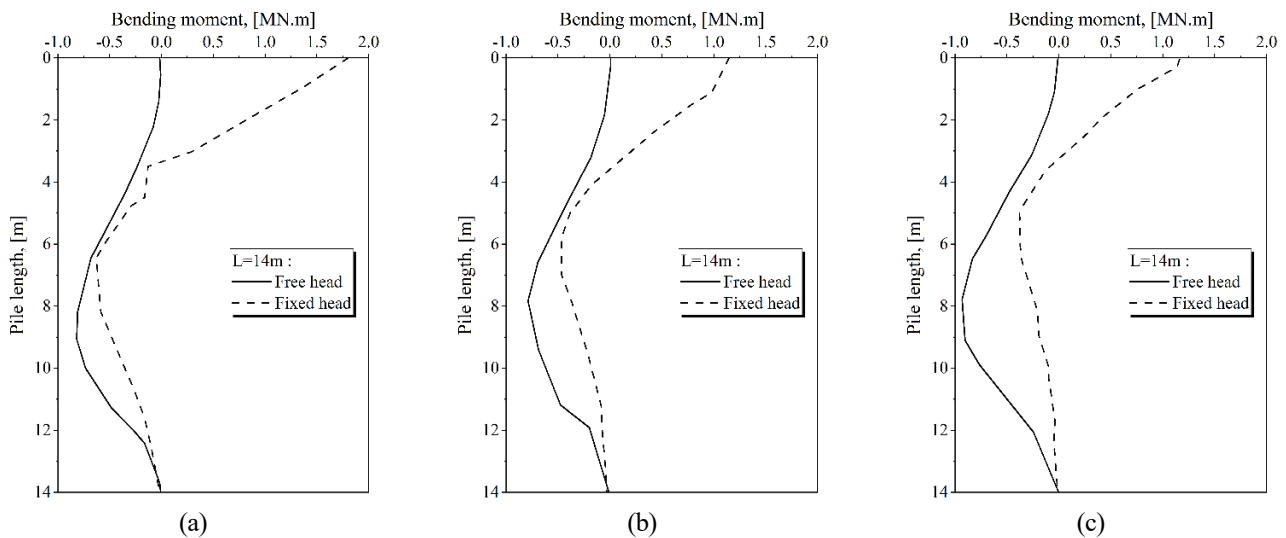 Bending moment, [MN.m]
-1.0 -0.5 0.0 0.5 1.0 1.5 2.0
0
2
4
6
8
10
12
14
Pile length, [m]
L=14m :
Free head
Fixed head
(a)
Bending moment, [MN.m]
-1.0 -0.5 0.0 0.5 1.0 1.5 2.0
0
2
4
6
8
10
12
14
Pile length, [m]
L=14m :
Free head
Fixed head
(b)
Bending moment, [MN.m]
-1.0 -0.5 0.0 0.5 1.0 1.5 2.0
0
2
4
6
8
10
12
14
Pile length, [m]
L=14m :
Free head
Fixed head
(c)